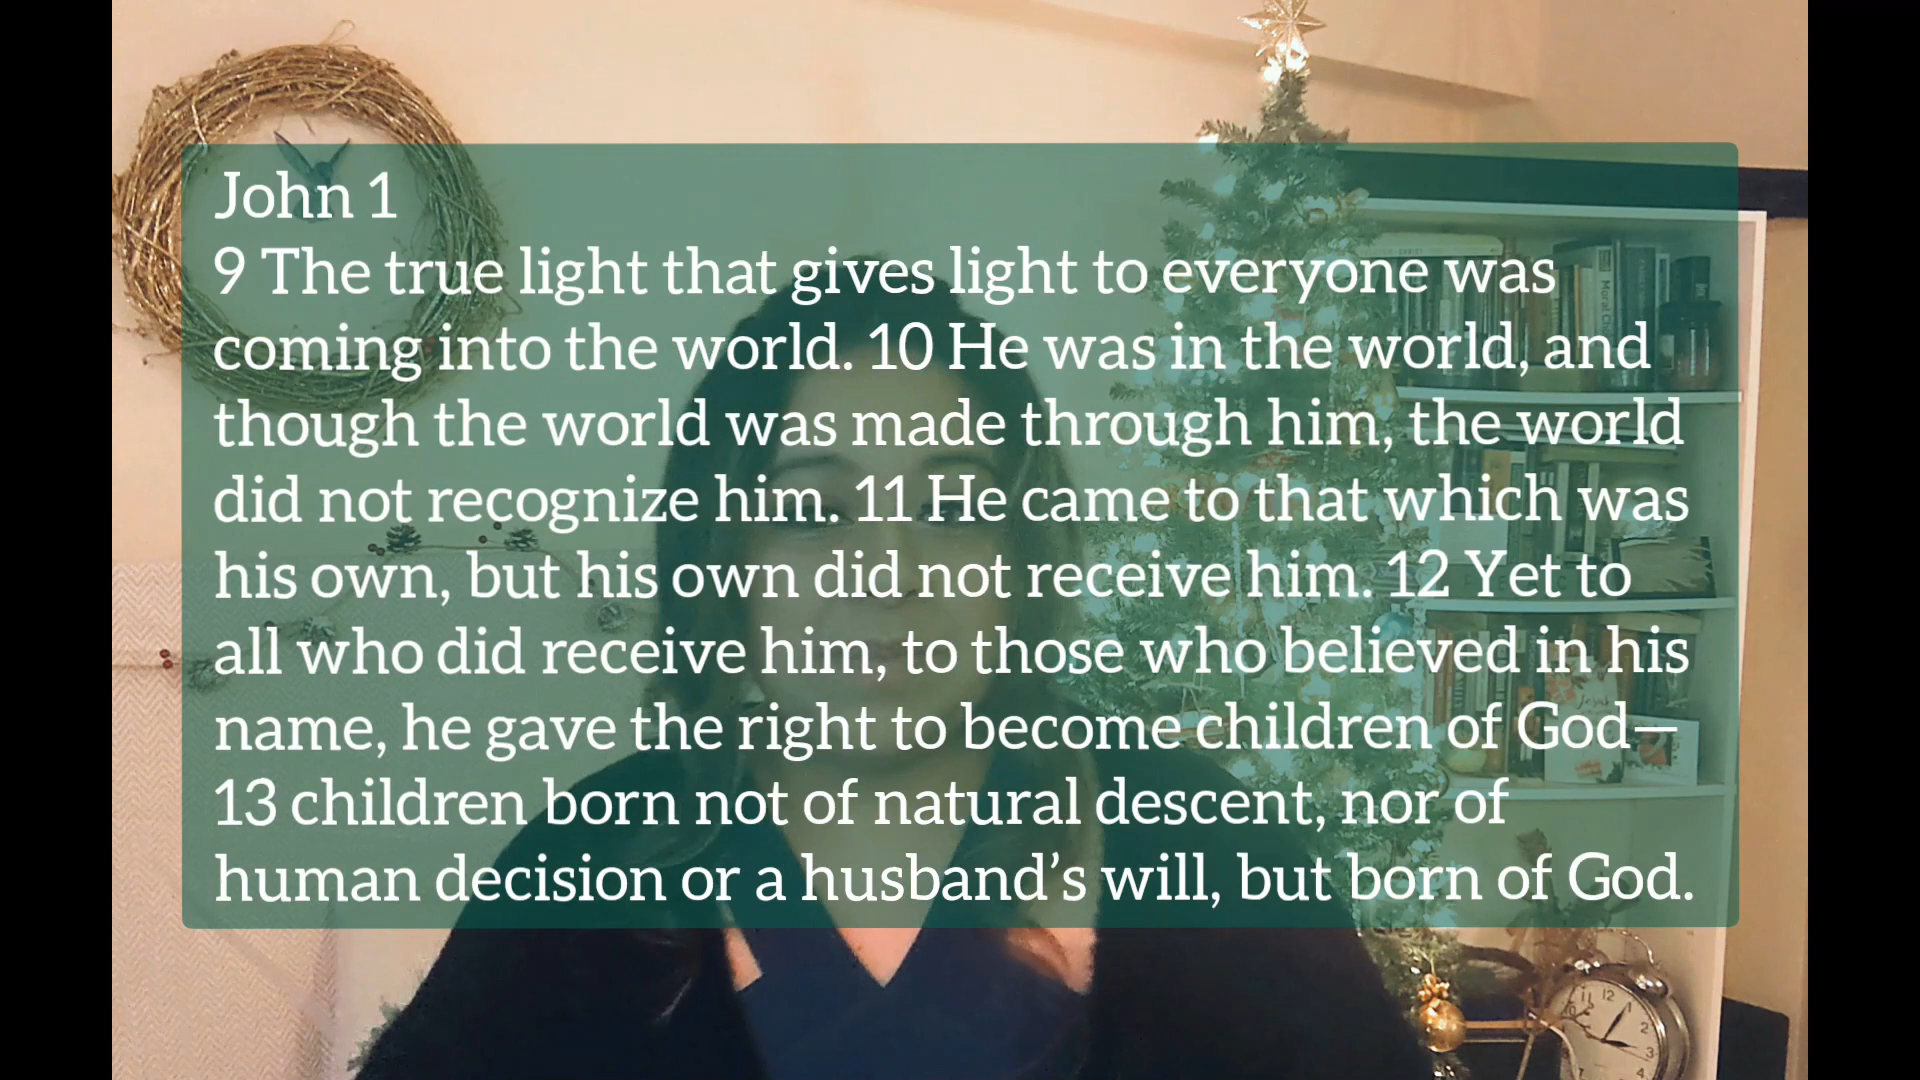 John 1
9 The true light that gives light to everyone was
coming into the world. 10 He was in the world, and
though the world was made through him, the world
did not recognize him. 11 He came to that which was
his own, but his own did not receive him. 12 Yet to
all who did receive him, to those who believed in his
name, he gave the right to become children of God—
13 children born not of natural descent, nor of
human decision or a husband’s will, but born of God.
Moral
12
2
3